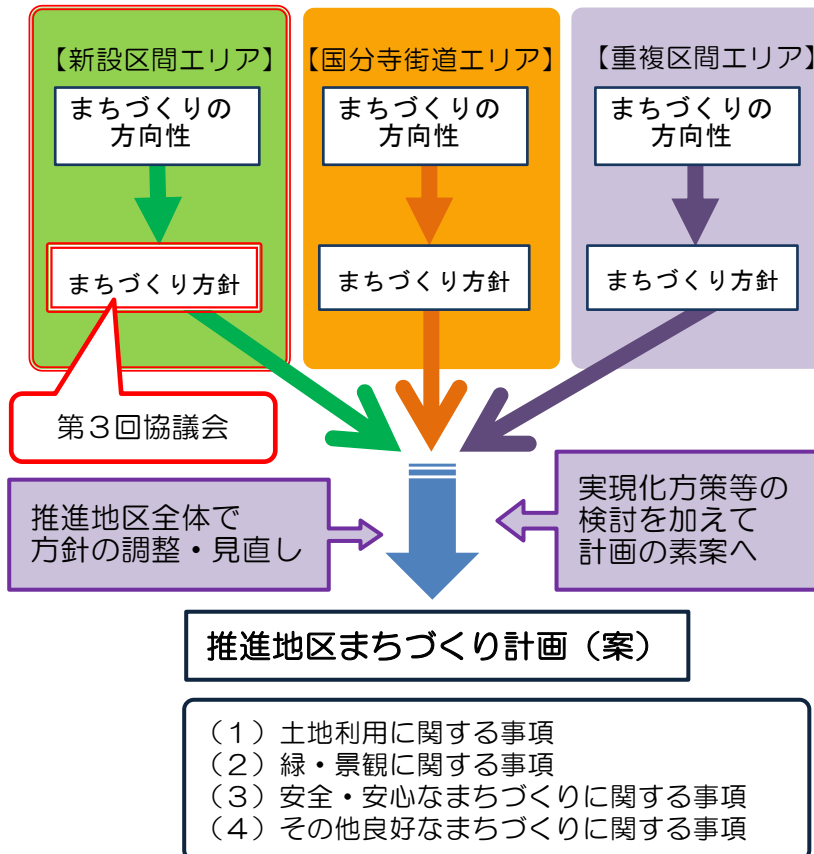 【新設区間エリア】
まちづくりの
方向性
まちづくり方針
【国分寺街道エリア】
まちづくりの
方向性
まちづくり方針
【重複区間エリア】
まちづくりの
方向性
まちづくり方針
第３回協議会
推進地区全体で
方針の調整・見直し
実現化方策等の
検討を加えて
計画の素案へ
推進地区まちづくり計画（案）
（１）土地利用に関する事項
（２）緑・景観に関する事項
（３）安全・安心なまちづくりに関する事項
（４）その他良好なまちづくりに関する事項